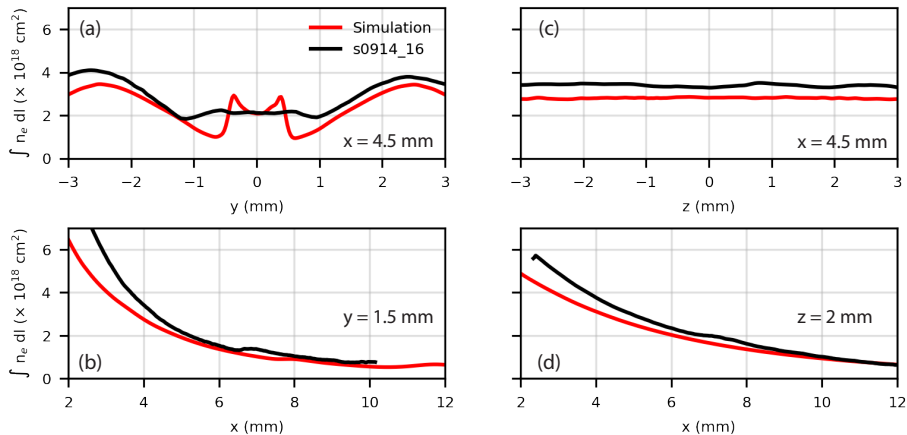 (a)
Simulation
s0914_16
x = 4.5 mm
∫ nₑ dl (× 10¹⁸ cm²)
6
4
2
0
−3 −2 −1 0 1 2 3
y (mm)
(c)
x = 4.5 mm
−3 −2 −1 0 1 2 3
z (mm)
∫ nₑ dl (× 10¹⁸ cm²)
6
4
2
0
y = 1.5 mm
(b)
2 4 6 8 10 12
x (mm)
z = 2 mm
(d)
2 4 6 8 10 12
x (mm)